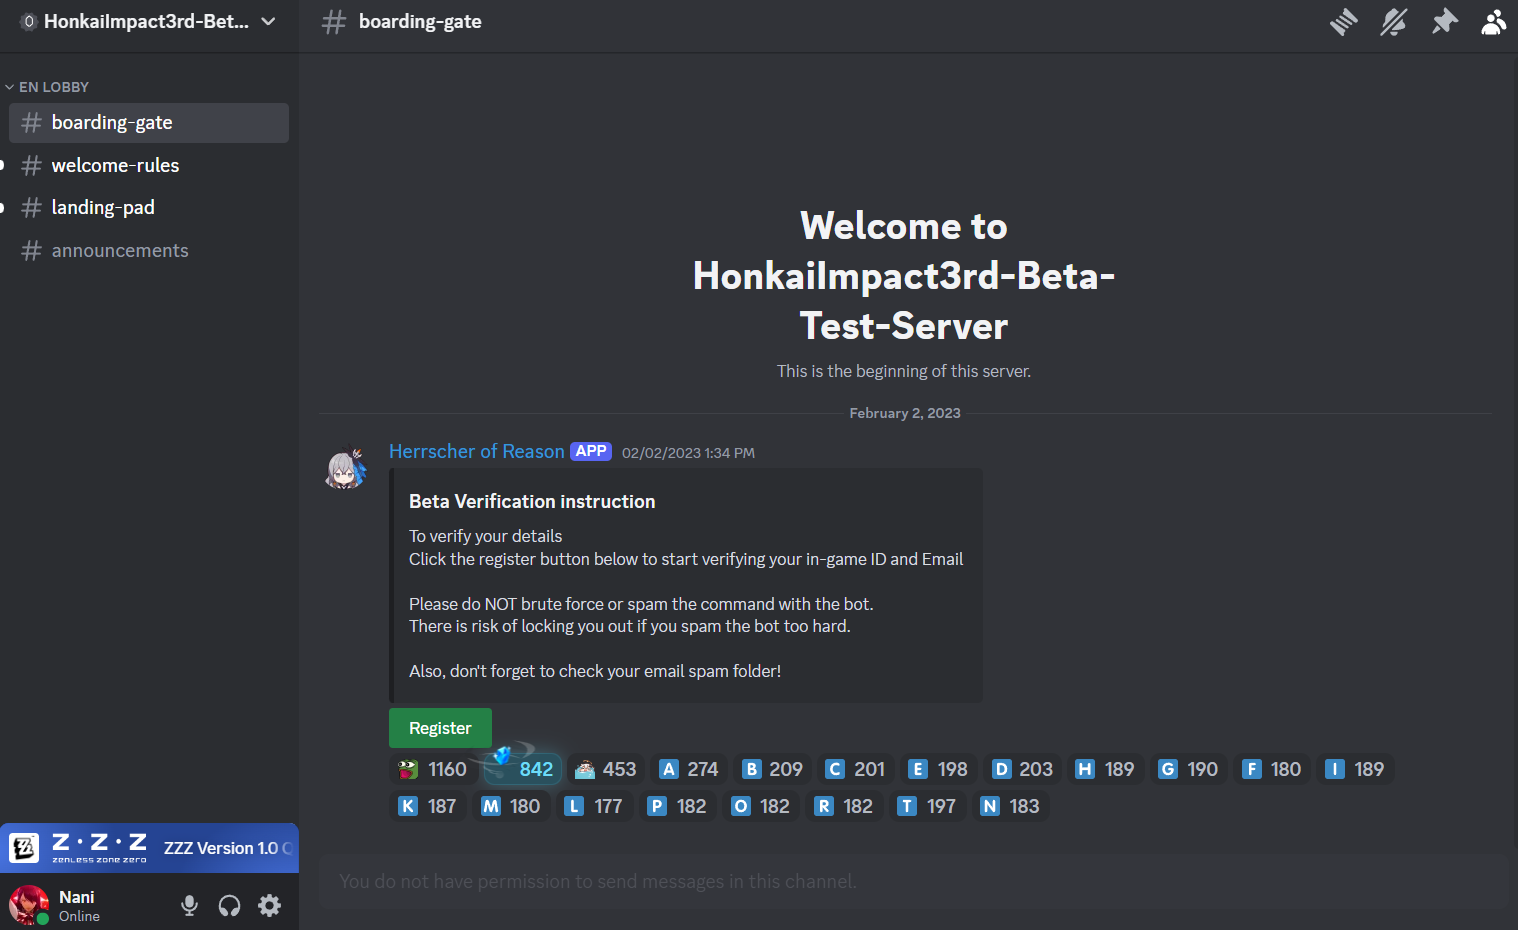 HonkaiImpact3rd-Bet...
boarding-gate
EN LOBBY
boarding-gate
welcome-rules
landing-pad
announcements
Welcome to
HonkaiImpact3rd-Beta-
Test-Server
This is the beginning of this server.
February 2, 2023
Herrscher of Reason APP 02/02/2023 1:34 PM
Beta Verification instruction
To verify your details
Click the register button below to start verifying your in-game ID and Email
Please do NOT brute force or spam the command with the bot.
There is risk of locking you out if you spam the bot too hard.
Also, don't forget to check your email spam folder!
Register
1160 842 453 A 274 B 209 C 201 E 198 D 203 H 189 G 190 F 180 I 189
K 187 M 180 L 177 P 182 O 182 R 182 T 197 N 183
You do not have permission to send messages in this channel.
Z·Z·Z
ZENLESS ZONE ZERO
ZZZ Version 1.0
Nani
Online